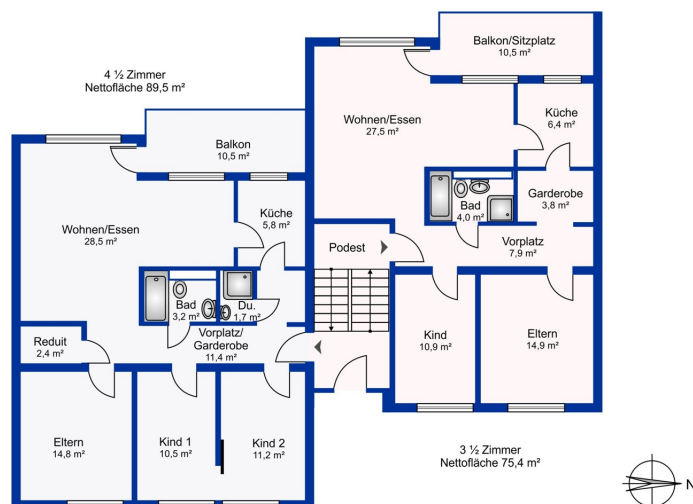 4 ½ Zimmer
Nettofläche 89,5 m²
Balkon
10,5 m²
Wohnen/Essen
28,5 m²
Küche
5,8 m²
Bad
3,2 m²
Du.
1,7 m²
Vorplatz/
Garderobe
11,4 m²
Reduit
2,4 m²
Eltern
14,8 m²
Kind 1
10,5 m²
Kind 2
11,2 m²
Balkon/Sitzplatz
10,5 m²
Wohnen/Essen
27,5 m²
Küche
6,4 m²
Bad
4,0 m²
Garderobe
3,8 m²
Podest
Vorplatz
7,9 m²
Kind
10,9 m²
Eltern
14,9 m²
3 ½ Zimmer
Nettofläche 75,4 m²
N